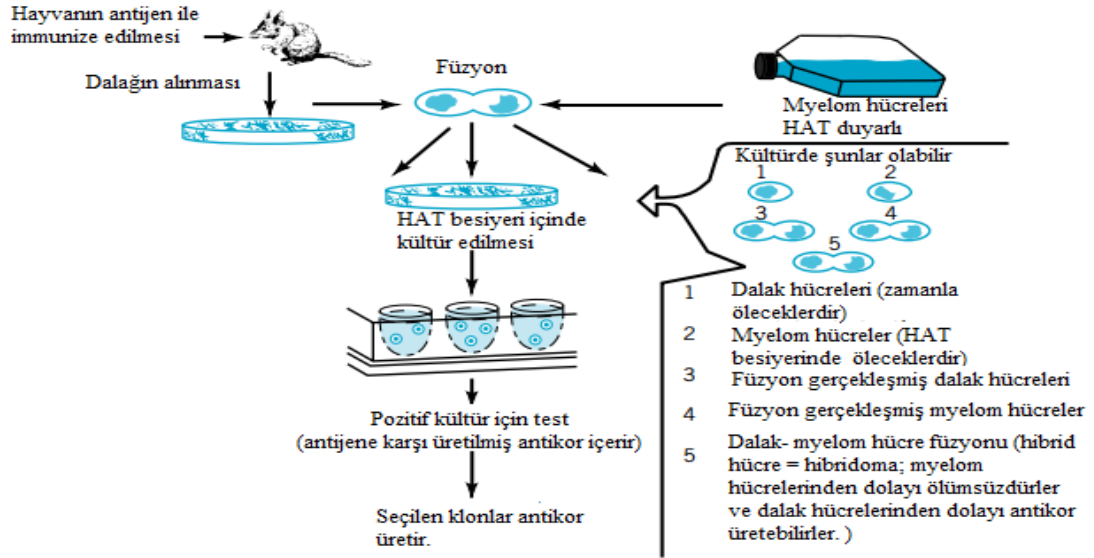 Hayvanın antijen ile
immunize edilmesi
Dalağın alınması
Füzyon
Myelom hücreleri
HAT duyarlı
HAT besiyeri içinde
kültür edilmesi
Pozitif kültür için test
(antijene karşı üretilmiş antikor içerir)
Seçilen klonlar antikor
üretir.
Kültürde şunlar olabilir
1
2
3
4
5
1 Dalak hücreleri (zamanla
öleceklerdir)
2 Myelom hücreler (HAT
besiyerinde öleceklerdir)
3 Füzyon gerçekleşmiş dalak hücreleri
4 Füzyon gerçekleşmiş myelom hücreler
5 Dalak- myelom hücre füzyonu (hibrid
hücre = hibridoma; myelom
hücrelerinden dolayı ölümsüzdürler
ve dalak hücrelerinden dolayı antikor
üretebilirler. )